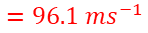 = 96.1 ms⁻¹